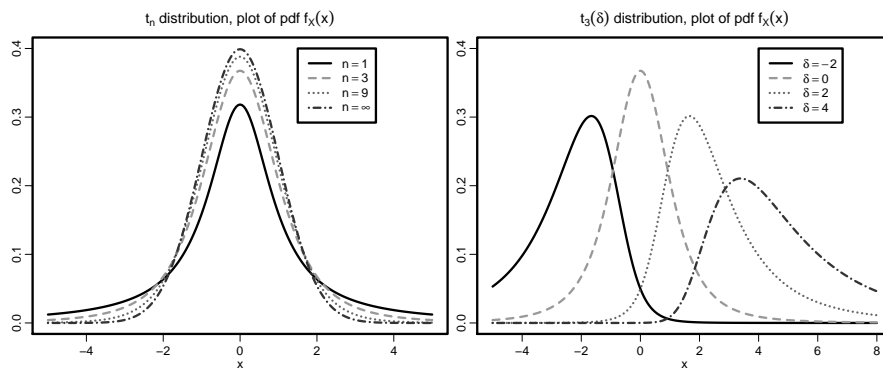 tₙ distribution, plot of pdf f_X(x)
0.4
0.3
0.2
0.1
0.0
n = 1
n = 3
n = 9
n = ∞
−4
−2
0
2
4
x
t₃(δ) distribution, plot of pdf f_X(x)
0.4
0.3
0.2
0.1
0.0
δ = −2
δ = 0
δ = 2
δ = 4
−4
−2
0
2
4
6
8
x